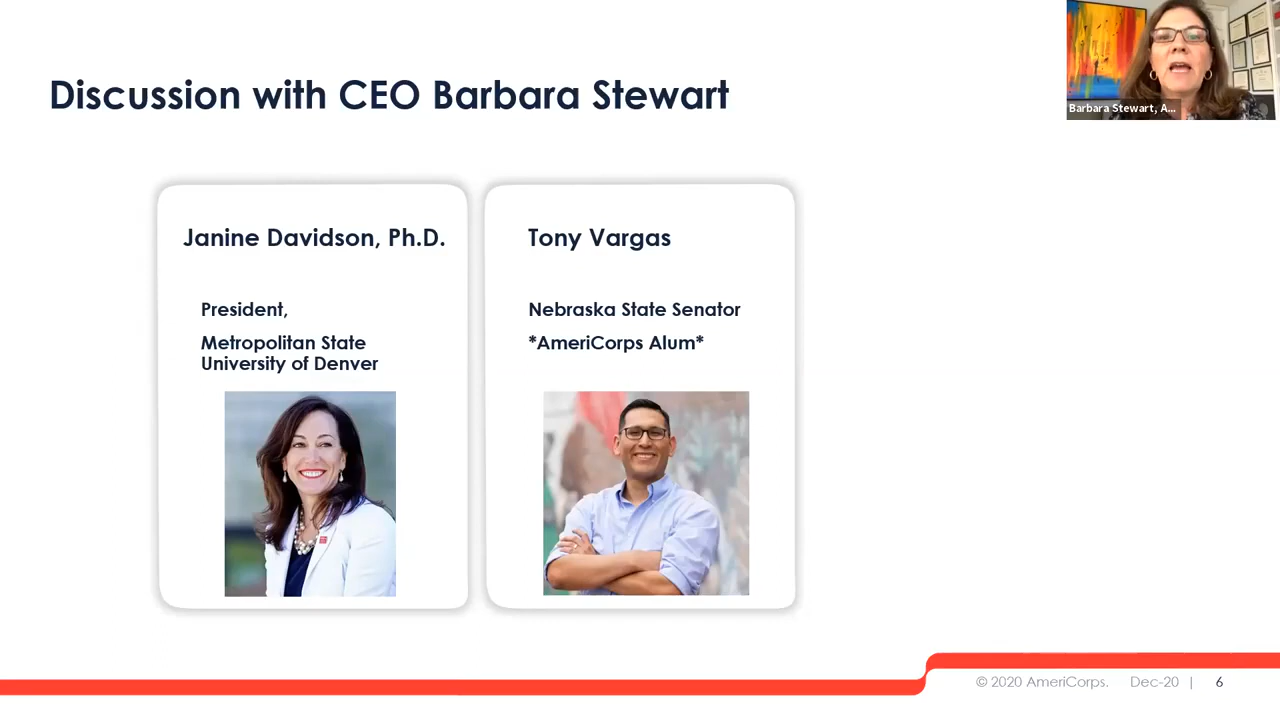 Discussion with CEO Barbara Stewart
Barbara Stewart, A...
Janine Davidson, Ph.D.
President,
Metropolitan State
University of Denver
Tony Vargas
Nebraska State Senator
*AmeriCorps Alum*
© 2020 AmeriCorps. Dec-20 | 6